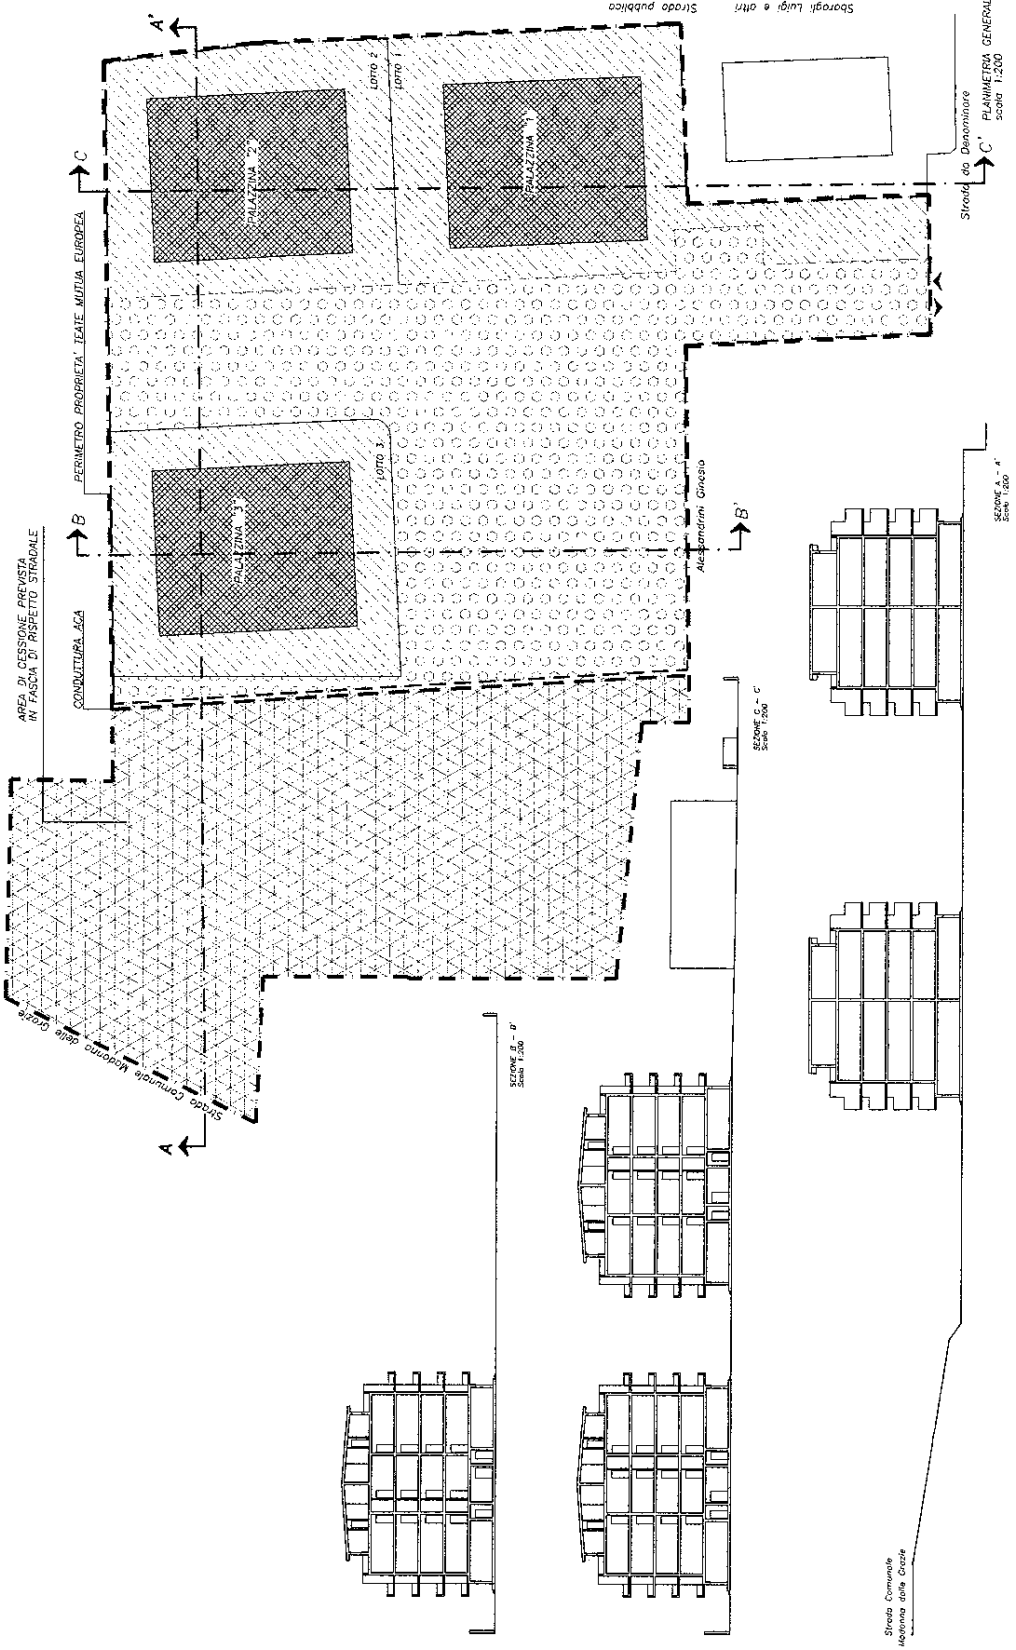 AREA DI CESSIONE PREVISTA
IN FASCIA DI RISPETTO STRADALE
CONDUTTURA ACA
PERIMETRO PROPRIETA' TEATE MUTUA EUROPEA
A
A'
B
B'
C
C'
PALAZZINA "3"
LOTTO 3
PALAZZINA "2"
LOTTO 2
LOTTO 1
PALAZZINA "1"
Strada Comunale Madonna delle Grazie
Alessandrini Ginesio
Sbaragli Luigi e altri
Strada pubblica
Strada da Denominare
PLANIMETRIA GENERALE
scala 1:200
SEZIONE B - B'
Scala 1:200
SEZIONE C - C'
Scala 1:200
SEZIONE A - A'
Scala 1:200
Strada Comunale
Madonna delle Grazie